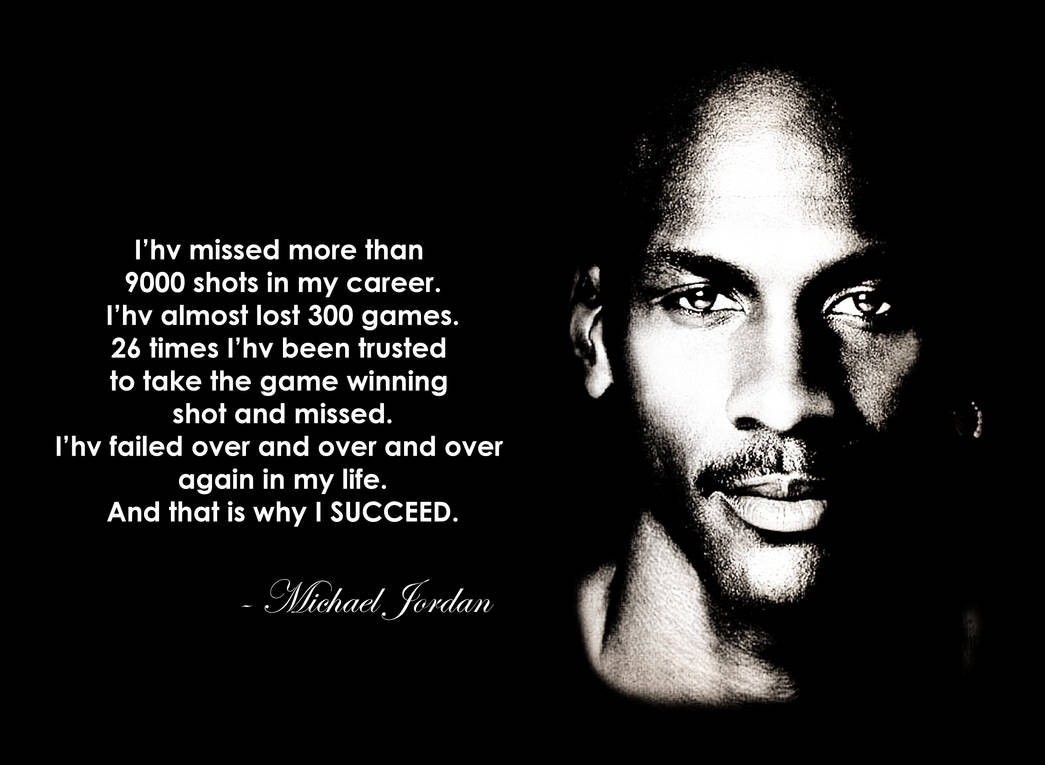 I’hv missed more than
9000 shots in my career.
I’hv almost lost 300 games.
26 times I’hv been trusted
to take the game winning
shot and missed.
I’hv failed over and over and over
again in my life.
And that is why I SUCCEED.
- Michael Jordan